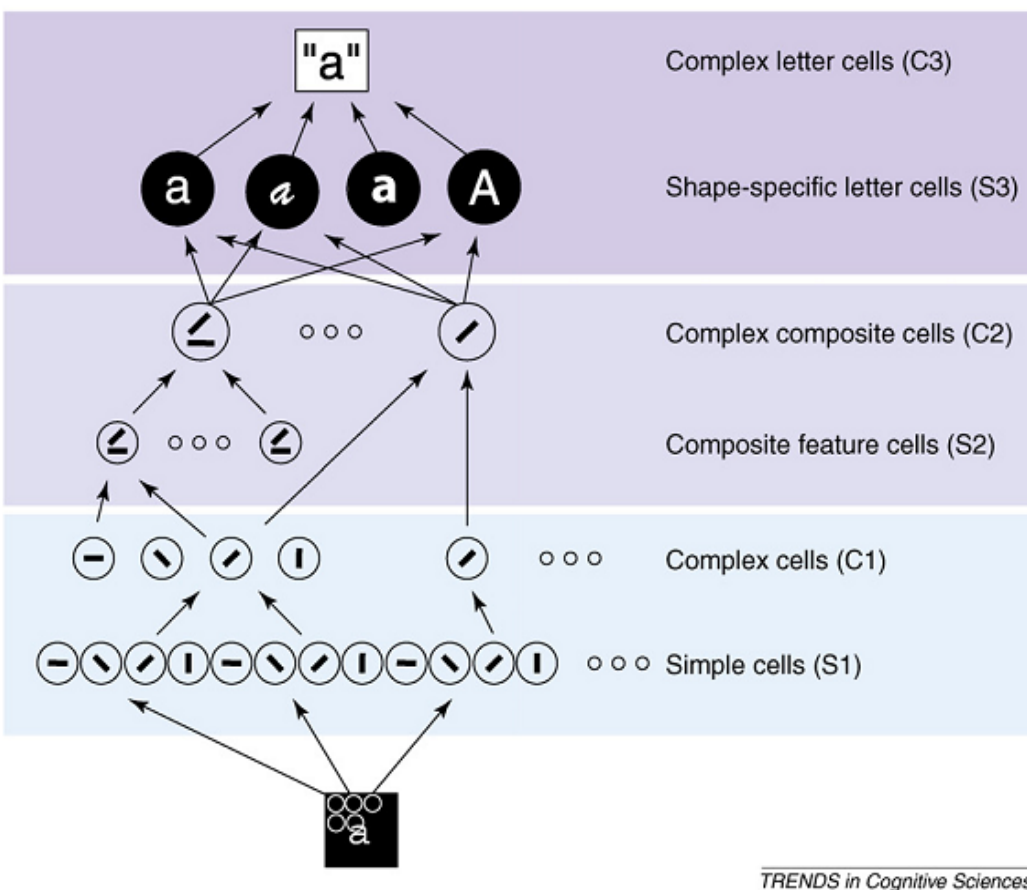 "a" Complex letter cells (C3)
a a a A Shape-specific letter cells (S3)
Complex composite cells (C2)
Composite feature cells (S2)
Complex cells (C1)
Simple cells (S1)
a
TRENDS in Cognitive Sciences